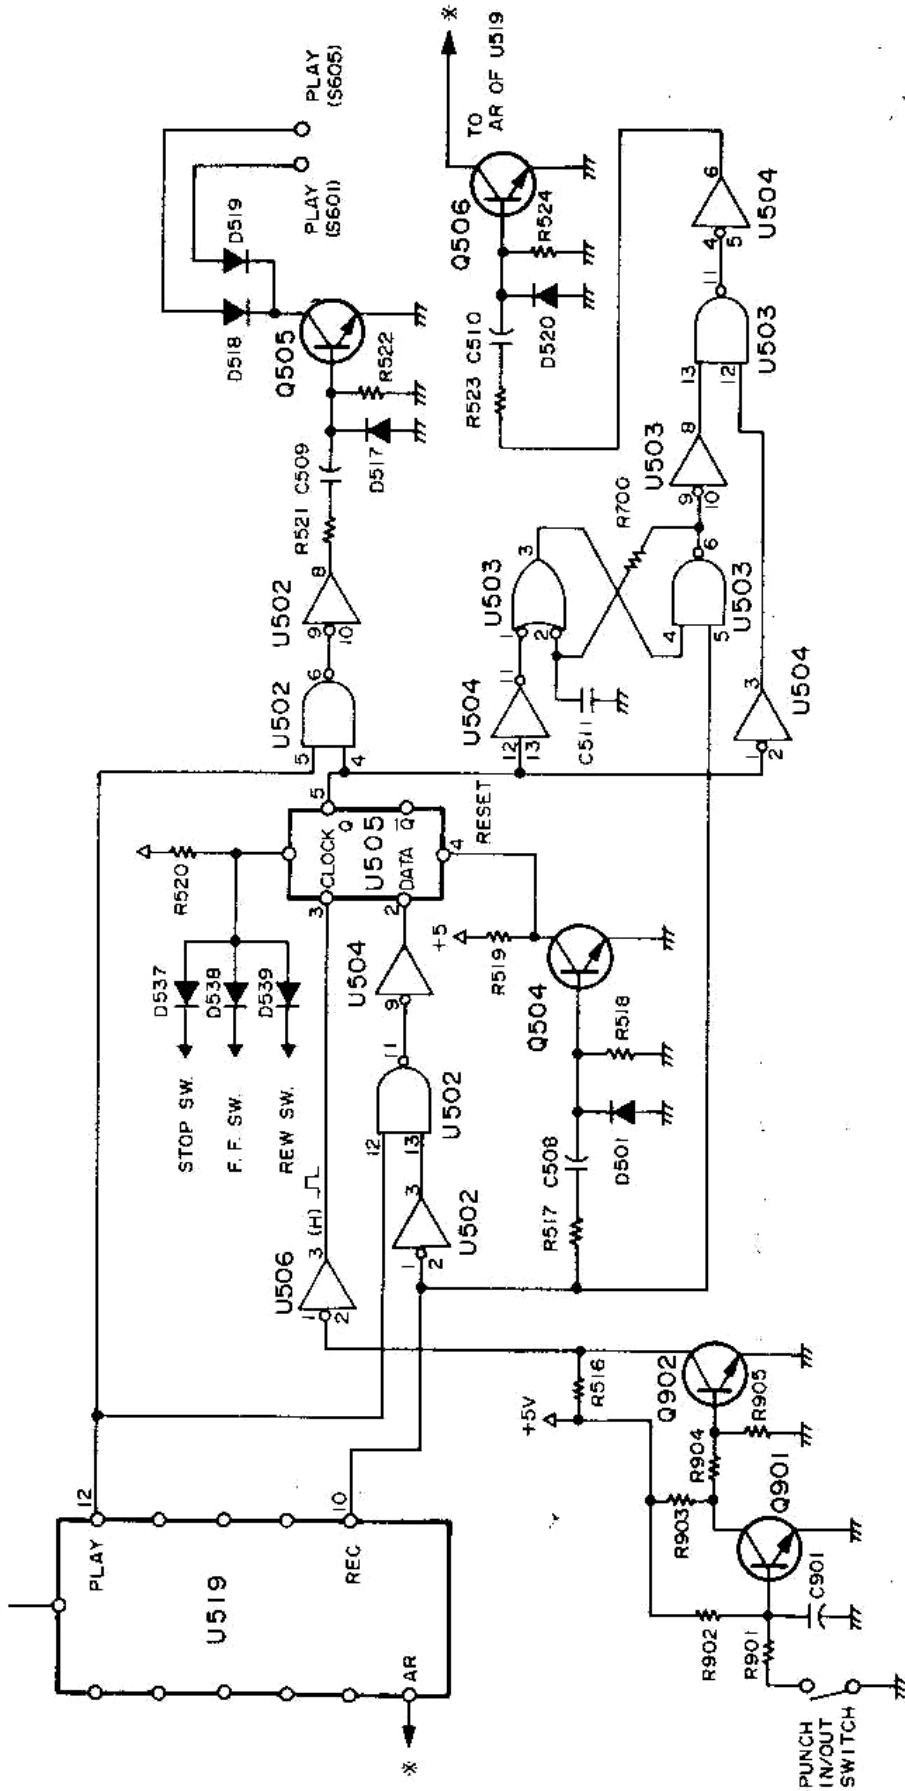 U519
PLAY
12
REC
10
AR
*
PUNCH
IN/OUT
SWITCH
R901
R902
C901
Q901
R903
R904
R905
Q902
+5V
R516
U506
1
2
3 (H)
U502
1
2
3
12
13
U502
11
U504
9
STOP SW.
F.F. SW.
REW SW.
D537
D538
D539
R520
3
CLOCK
Q
5
U505
2
DATA
Q
4
RESET
+5
R519
Q504
R517
C508
D501
R518
U502
5
4
6
U502
9
10
8
R521
C509
D517
R522
Q505
D518
D519
PLAY
(S601)
PLAY
(S605)
U504
12
13
11
C511
U503
1
2
3
R700
U503
4
5
6
U504
1
2
3
U503
9
10
8
U503
13
12
11
U504
4
5
6
R523
C510
D520
R524
Q506
TO
AR OF U519
*